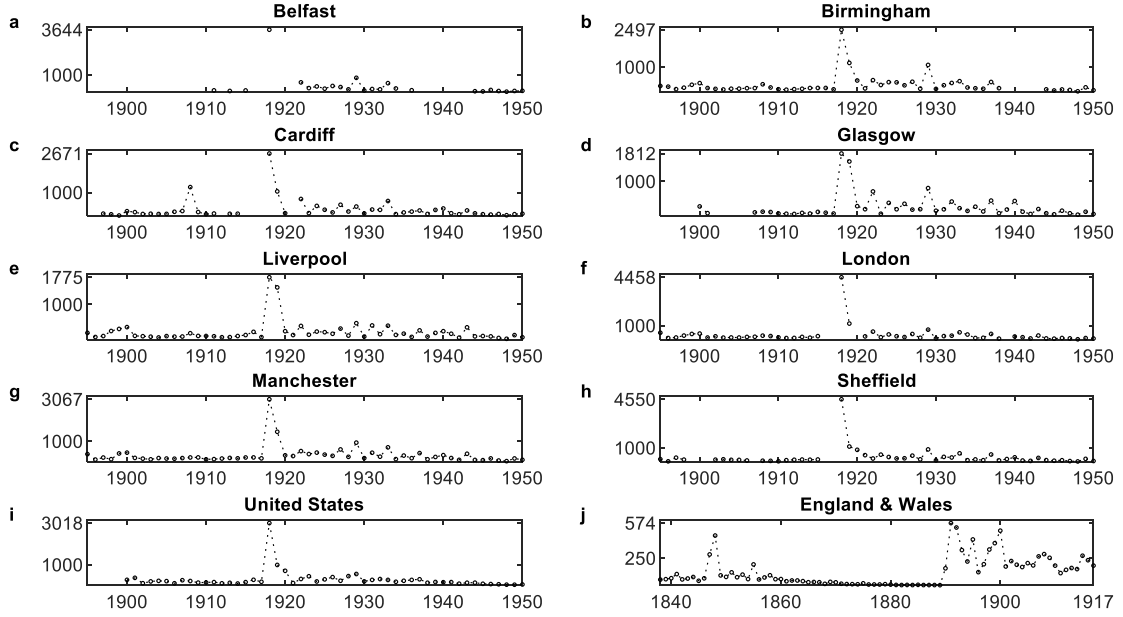 a Belfast
3644
1000
1900 1910 1920 1930 1940 1950
b Birmingham
2497
1000
1900 1910 1920 1930 1940 1950
c Cardiff
2671
1000
1900 1910 1920 1930 1940 1950
d Glasgow
1812
1000
1900 1910 1920 1930 1940 1950
e Liverpool
1775
1000
1900 1910 1920 1930 1940 1950
f London
4458
1000
1900 1910 1920 1930 1940 1950
g Manchester
3067
1000
1900 1910 1920 1930 1940 1950
h Sheffield
4550
1000
1900 1910 1920 1930 1940 1950
i United States
3018
1000
1900 1910 1920 1930 1940 1950
j England & Wales
574
250
1840 1860 1880 1900 1917